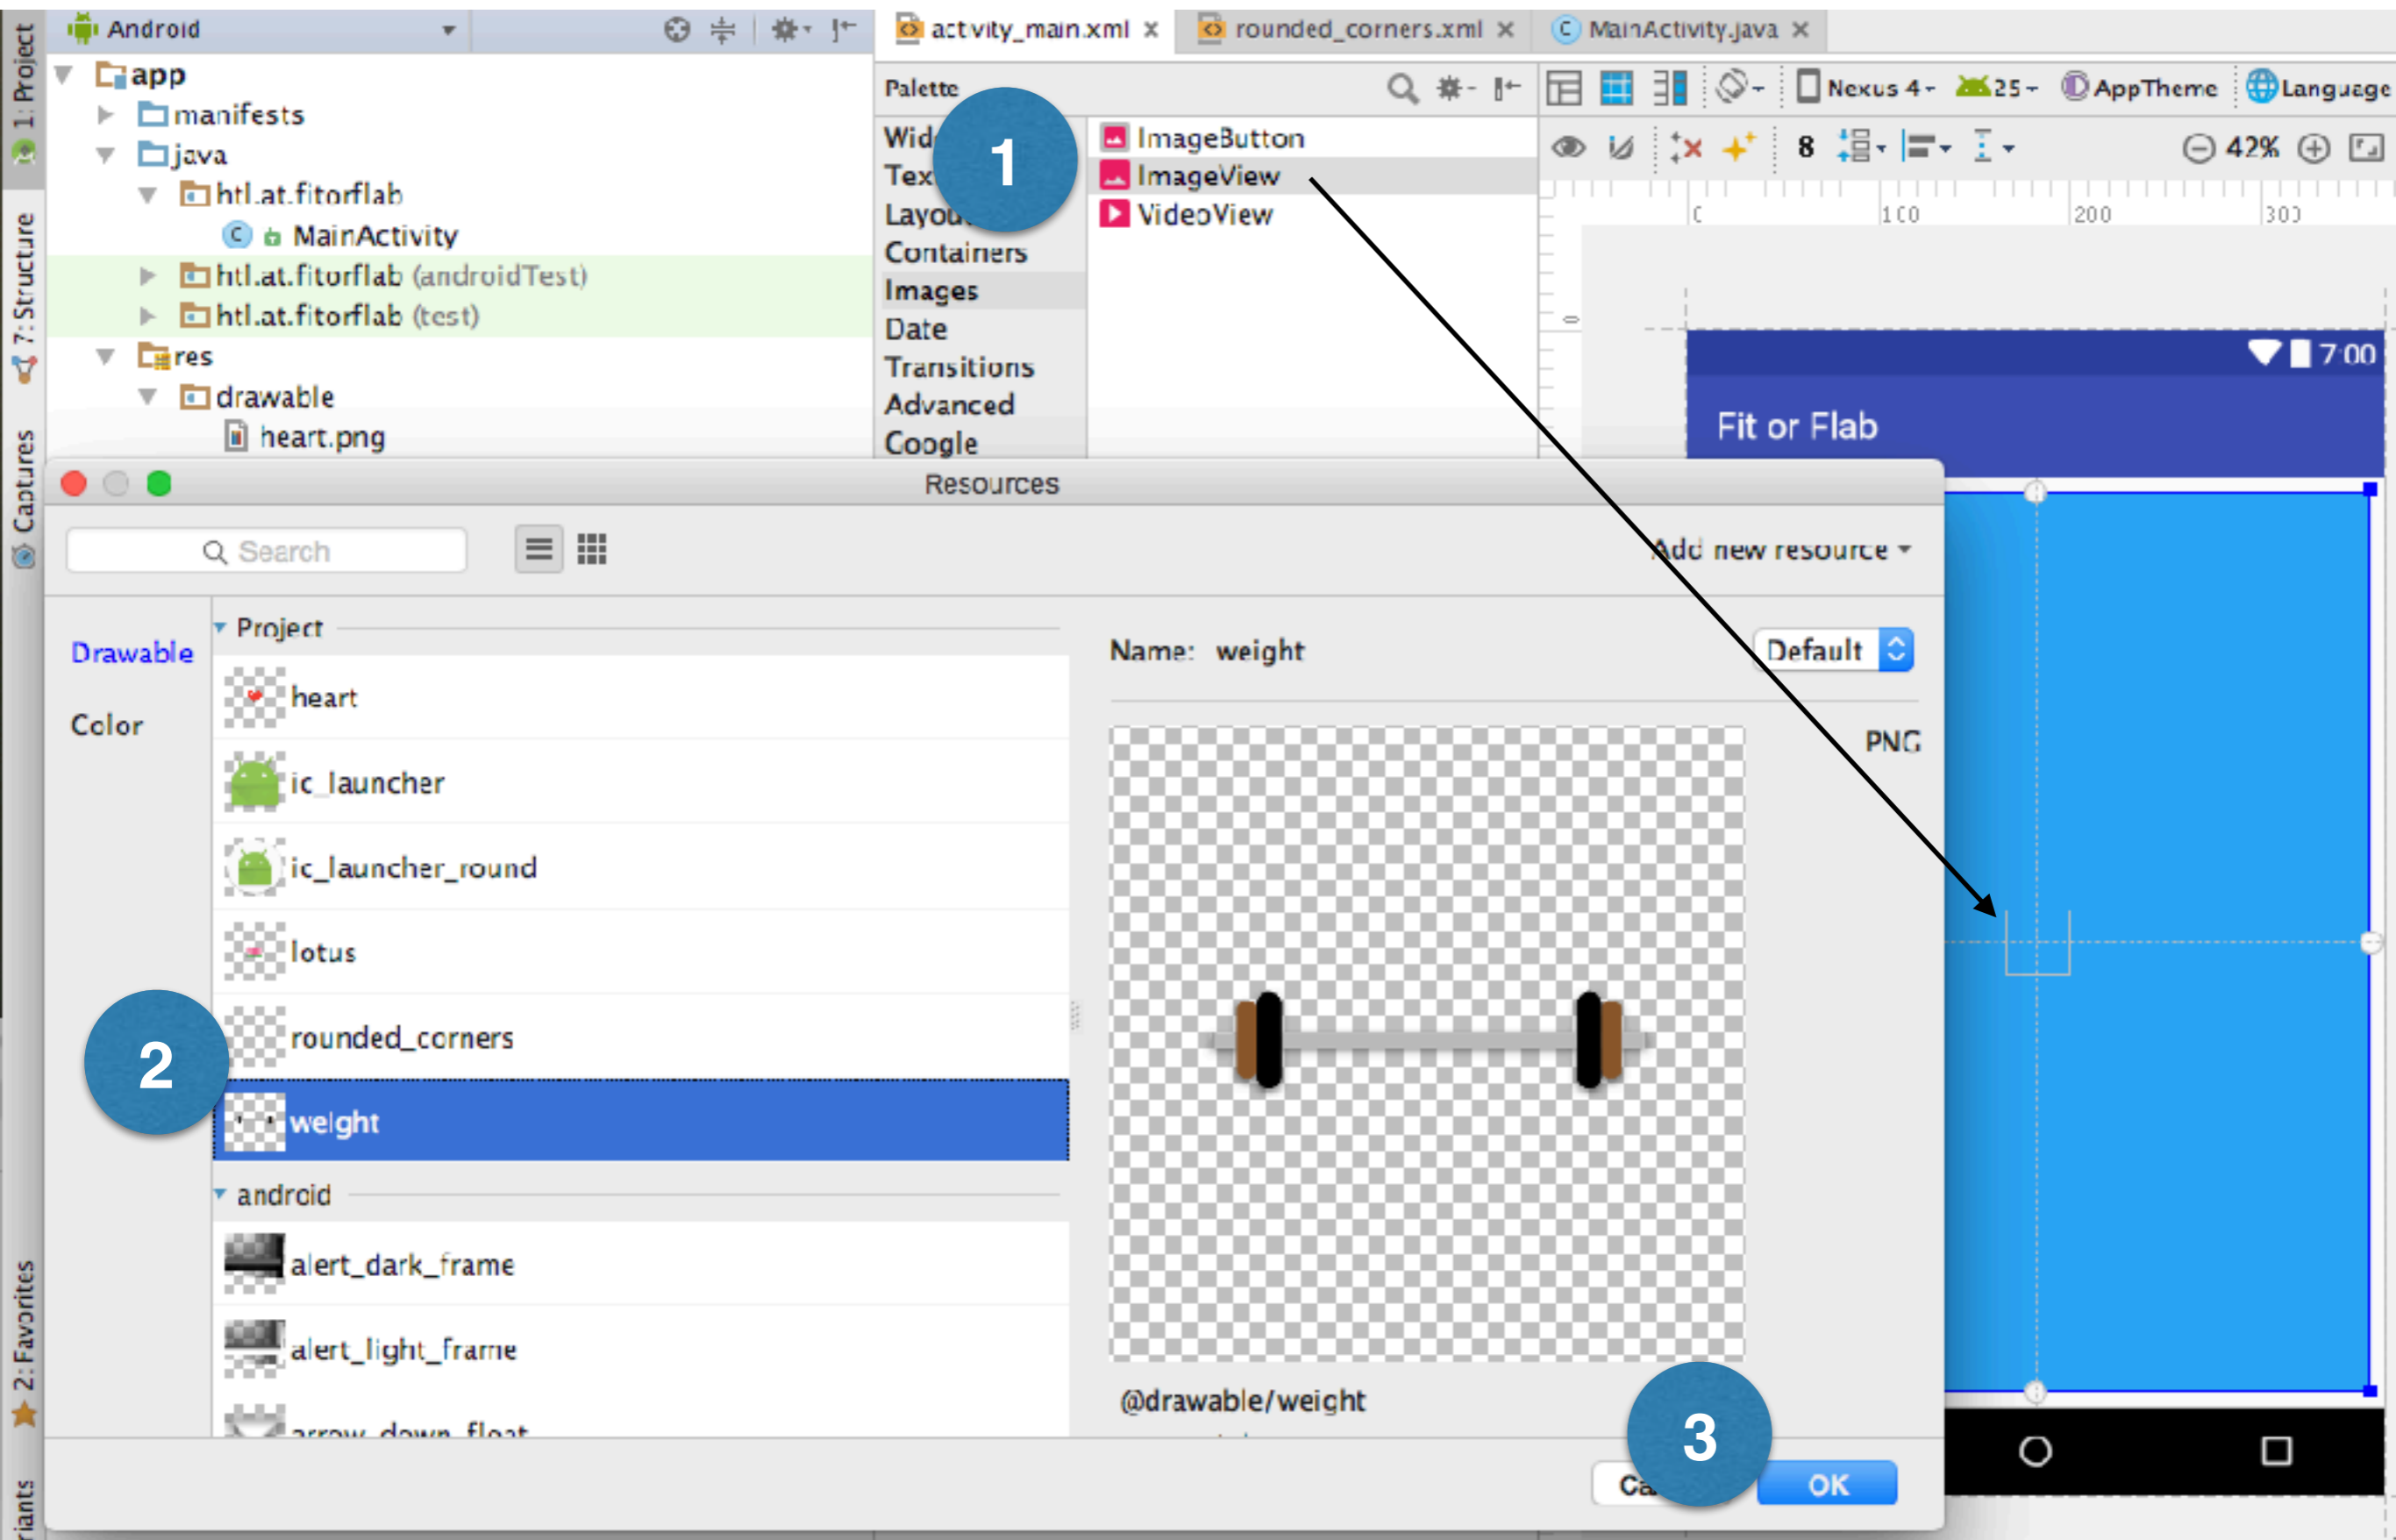 1: Project
7: Structure
Captures
2: Favorites
Android
app
manifests
java
htl.at.fitorflab
MainActivity
htl.at.fitorflab (androidTest)
htl.at.fitorflab (test)
res
drawable
heart.png
activity_main.xml
rounded_corners.xml
MainActivity.java
Palette
Containers
Images
Date
Transitions
Advanced
Google
1
ImageButton
ImageView
VideoView
Nexus 4
25
AppTheme
Language
8
42%
100
200
300
0
7:00
Fit or Flab
Resources
Search
Add new resource
Drawable
Color
Project
heart
ic_launcher
ic_launcher_round
lotus
rounded_corners
2
weight
android
alert_dark_frame
alert_light_frame
arrow_down_float
Name: weight
Default
PNG
@drawable/weight
3
OK